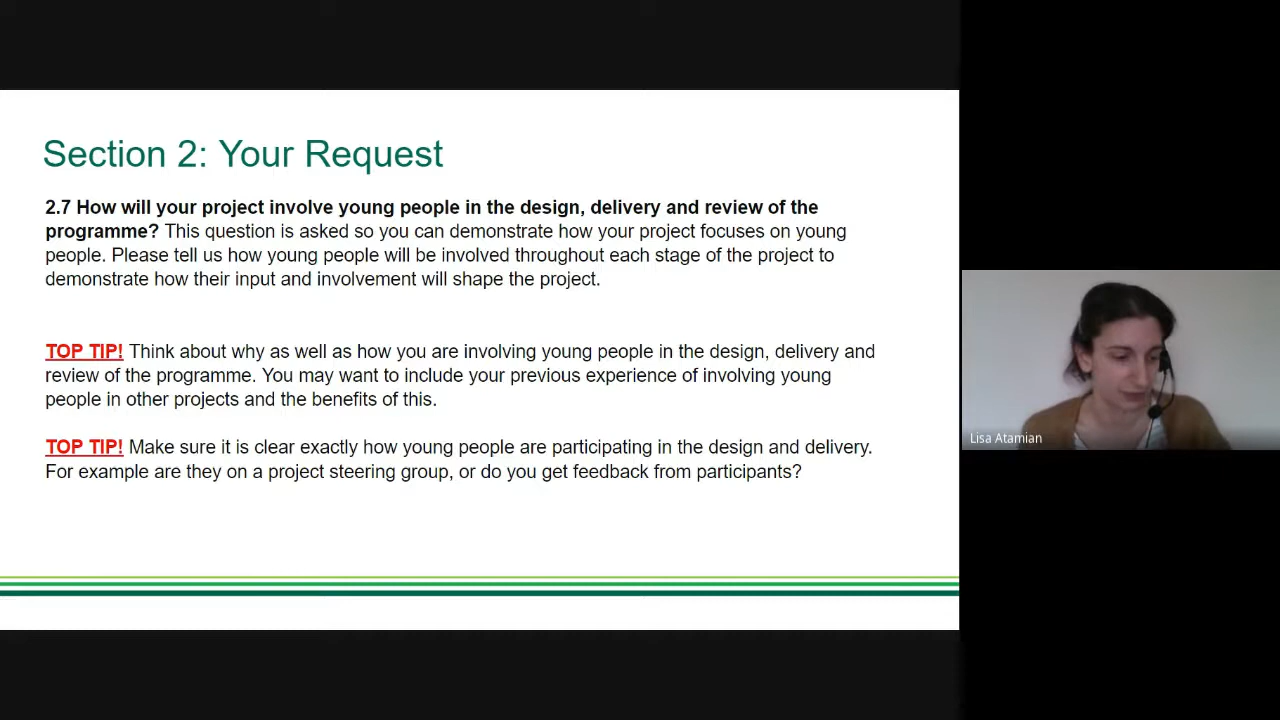 Section 2: Your Request
2.7 How will your project involve young people in the design, delivery and review of the
programme? This question is asked so you can demonstrate how your project focuses on young
people. Please tell us how young people will be involved throughout each stage of the project to
demonstrate how their input and involvement will shape the project.
TOP TIP! Think about why as well as how you are involving young people in the design, delivery and
review of the programme. You may want to include your previous experience of involving young
people in other projects and the benefits of this.
TOP TIP! Make sure it is clear exactly how young people are participating in the design and delivery.
For example are they on a project steering group, or do you get feedback from participants?
Lisa Atamian